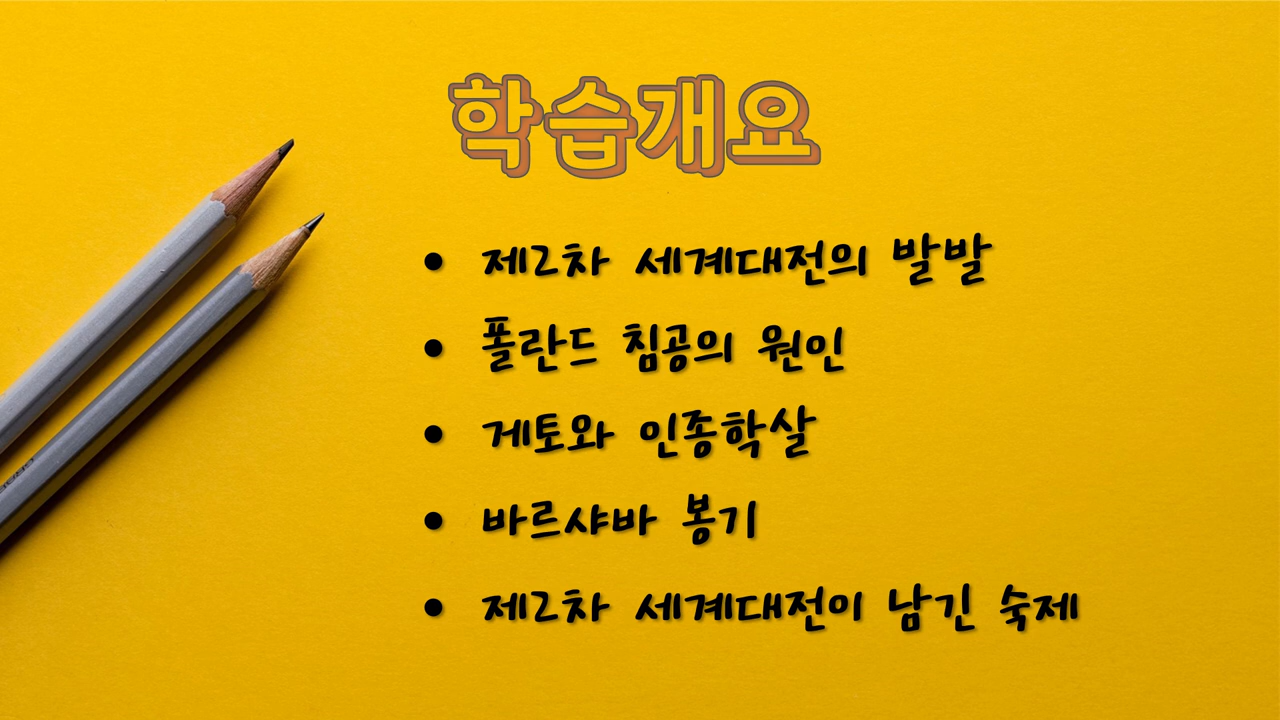 학습개요
• 제2차 세계대전의 발발
• 폴란드 침공의 원인
• 게토와 인종학살
• 바르샤바 봉기
• 제2차 세계대전이 남긴 숙제